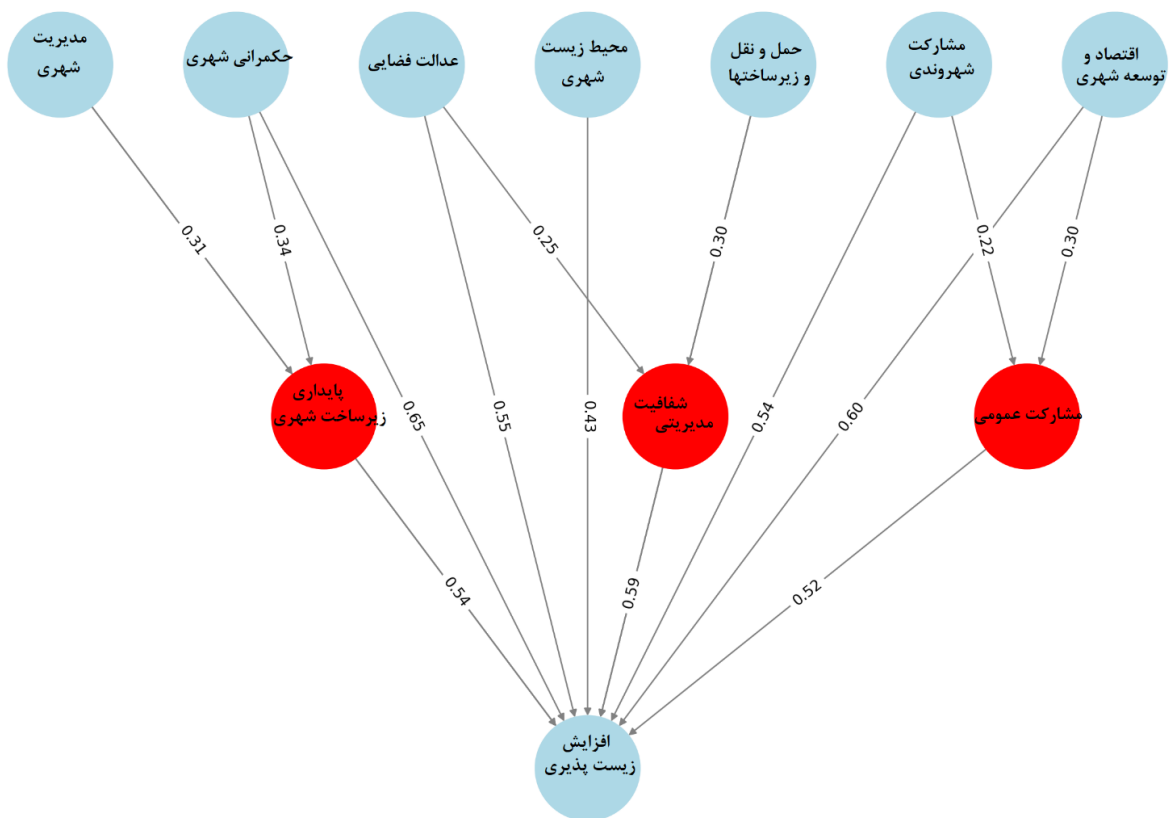 اقتصاد و
توسعه شهری
مشارکت
شهروندی
حمل و نقل
و زیرساختها
محیط زیست
شهری
عدالت فضایی
حکمرانی شهری
مدیریت
شهری
0.31
0.34
0.25
0.30
0.22
0.30
پایداری
زیرساخت شهری
شفافیت
مدیریتی
مشارکت عمومی
0.65
0.55
0.43
0.54
0.60
0.54
0.59
0.52
افزایش
زیست پذیری